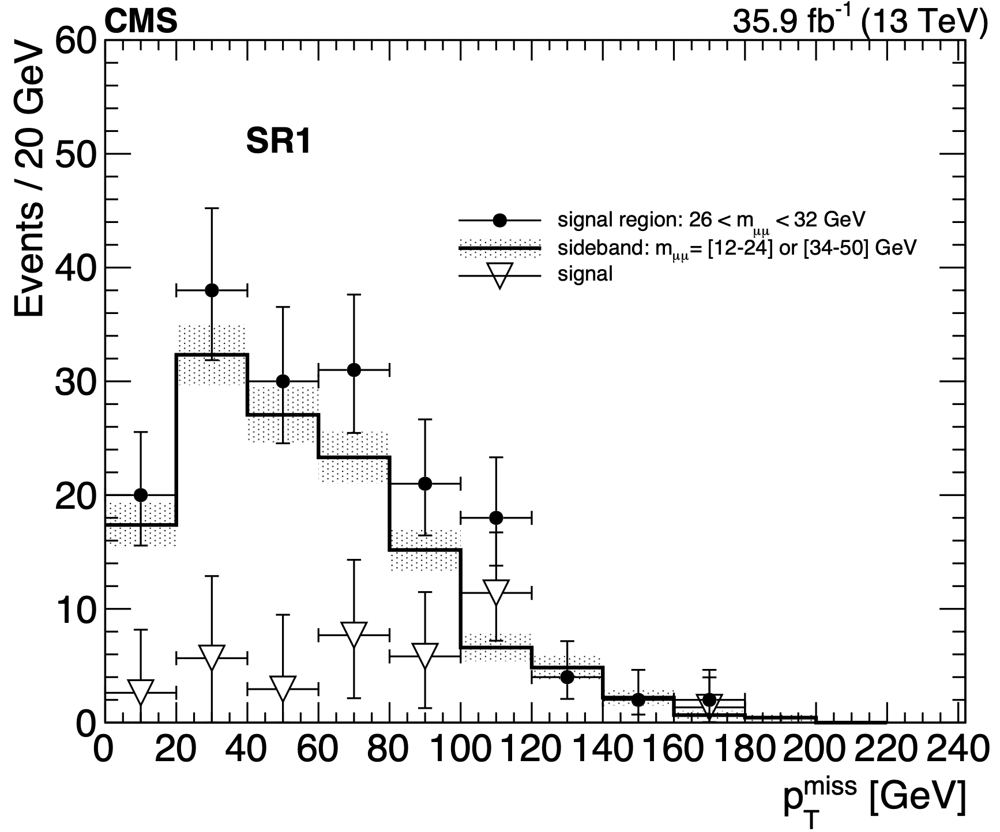 CMS 35.9 fb⁻¹ (13 TeV)
Events / 20 GeV
60
50
40
30
20
10
0
SR1
signal region: 26 < mμμ < 32 GeV
sideband: mμμ= [12-24] or [34-50] GeV
signal
0 20 40 60 80 100 120 140 160 180 200 220 240
pTmiss [GeV]